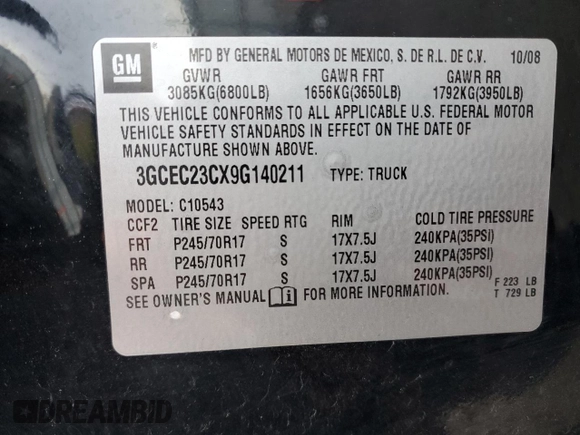 GM
MFD BY GENERAL MOTORS DE MEXICO, S. DE R.L. DE C.V. 10/08
GVWR GAWR FRT GAWR RR
3085KG(6800LB) 1656KG(3650LB) 1792KG(3950LB)
THIS VEHICLE CONFORMS TO ALL APPLICABLE U.S. FEDERAL MOTOR
VEHICLE SAFETY STANDARDS IN EFFECT ON THE DATE OF
MANUFACTURE SHOWN ABOVE.
3GCEC23CX9G140211 TYPE: TRUCK
MODEL: C10543
CCF2 TIRE SIZE SPEED RTG RIM COLD TIRE PRESSURE
FRT P245/70R17 S 17X7.5J 240KPA(35PSI)
RR P245/70R17 S 17X7.5J 240KPA(35PSI)
SPA P245/70R17 S 17X7.5J 240KPA(35PSI)
SEE OWNER'S MANUAL i FOR MORE INFORMATION.
F 223 LB
T 729 LB
DREAMBID